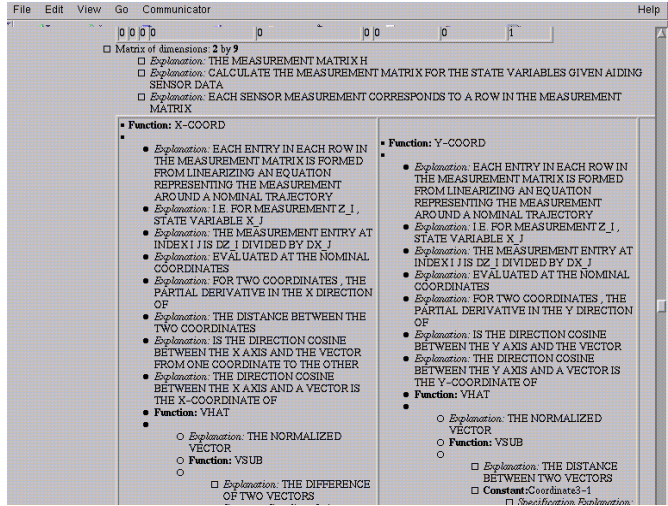 File Edit View Go Communicator Help
0 0 0 0 0 0 0 0 1
Matrix of dimensions: 2 by 9
Explanation: THE MEASUREMENT MATRIX H
Explanation: CALCULATE THE MEASUREMENT MATRIX FOR THE STATE VARIABLES GIVEN AIDING
SENSOR DATA
Explanation: EACH SENSOR MEASUREMENT CORRESPONDS TO A ROW IN THE MEASUREMENT
MATRIX
Function: X-COORD
Explanation: EACH ENTRY IN EACH ROW IN
THE MEASUREMENT MATRIX IS FORMED
FROM LINEARIZING AN EQUATION
REPRESENTING THE MEASUREMENT
AROUND A NOMINAL TRAJECTORY
Explanation: I.E. FOR MEASUREMENT Z_I ,
STATE VARIABLE X_J
Explanation: THE MEASUREMENT ENTRY AT
INDEX I J IS DZ_I DIVIDED BY DX_J
Explanation: EVALUATED AT THE NOMINAL
COORDINATES
Explanation: FOR TWO COORDINATES , THE
PARTIAL DERIVATIVE IN THE X DIRECTION
OF
Explanation: THE DISTANCE BETWEEN THE
TWO COORDINATES
Explanation: IS THE DIRECTION COSINE
BETWEEN THE X AXIS AND THE VECTOR
FROM ONE COORDINATE TO THE OTHER
Explanation: THE DIRECTION COSINE
BETWEEN THE X AXIS AND A VECTOR IS
THE X-COORDINATE OF
Function: VHAT
Explanation: THE NORMALIZED
VECTOR
Function: VSUB
Explanation: THE DIFFERENCE
OF TWO VECTORS
Function: Y-COORD
Explanation: EACH ENTRY IN EACH ROW IN
THE MEASUREMENT MATRIX IS FORMED
FROM LINEARIZING AN EQUATION
REPRESENTING THE MEASUREMENT
AROUND A NOMINAL TRAJECTORY
Explanation: I.E. FOR MEASUREMENT Z_I ,
STATE VARIABLE X_J
Explanation: THE MEASUREMENT ENTRY AT
INDEX I J IS DZ_I DIVIDED BY DX_J
Explanation: EVALUATED AT THE NOMINAL
COORDINATES
Explanation: FOR TWO COORDINATES , THE
PARTIAL DERIVATIVE IN THE Y DIRECTION
OF
Explanation: IS THE DIRECTION COSINE
BETWEEN THE Y AXIS AND THE VECTOR
Explanation: THE DIRECTION COSINE
BETWEEN THE Y AXIS AND A VECTOR IS
THE Y-COORDINATE OF
Function: VHAT
Explanation: THE NORMALIZED
VECTOR
Function: VSUB
Explanation: THE DISTANCE
BETWEEN TWO VECTORS
Constant:Coordinate3-1
Specification Explanation: